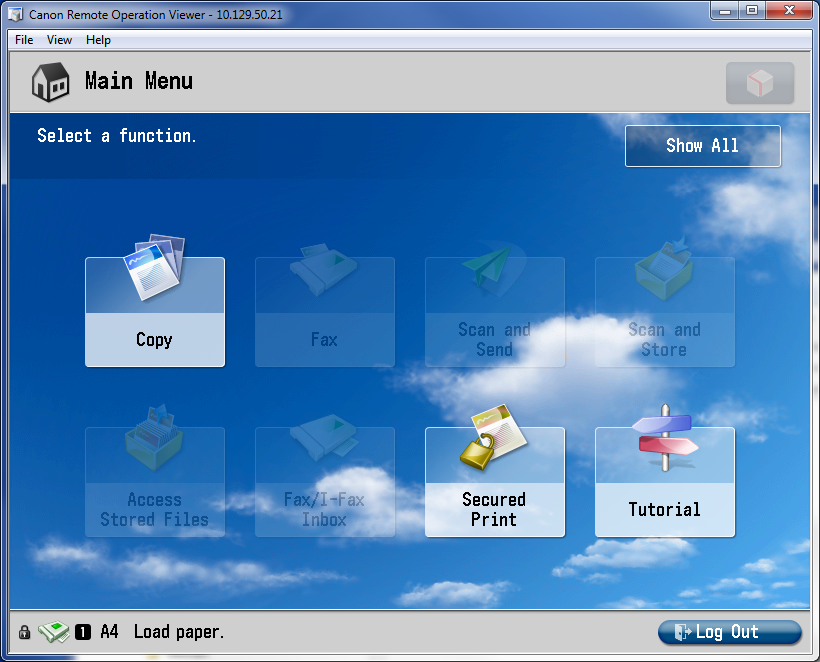 Canon Remote Operation Viewer - 10.129.50.21
File View Help
Main Menu
Select a function.
Show All
Copy
Fax
Scan and
Send
Scan and
Store
Access
Stored Files
Fax/I-Fax
Inbox
Secured
Print
Tutorial
1 A4 Load paper.
Log Out